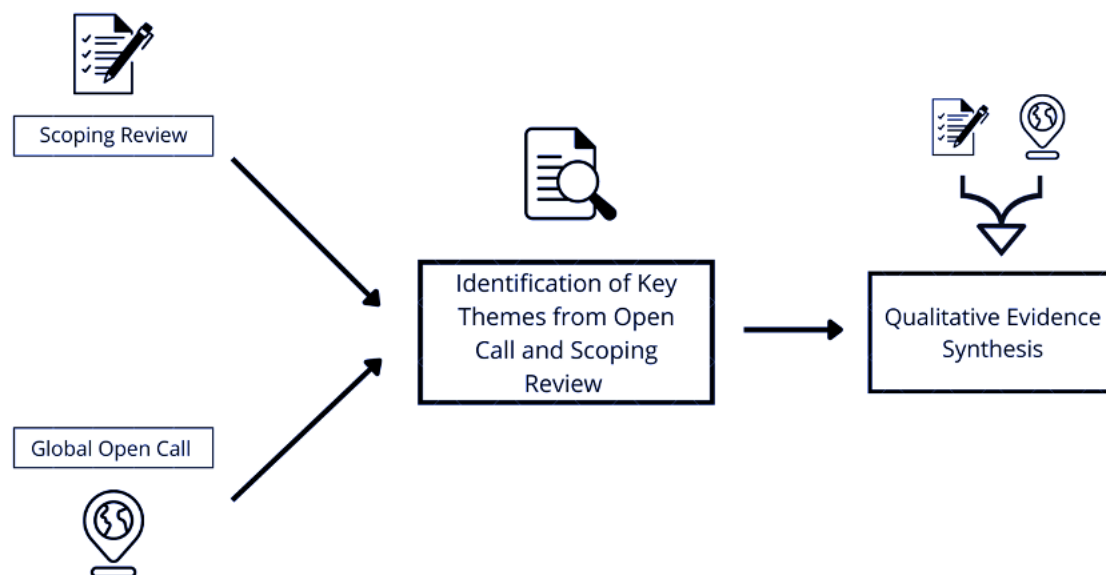 Scoping Review
Identification of Key
Themes from Open
Call and Scoping
Review
Qualitative Evidence
Synthesis
Global Open Call